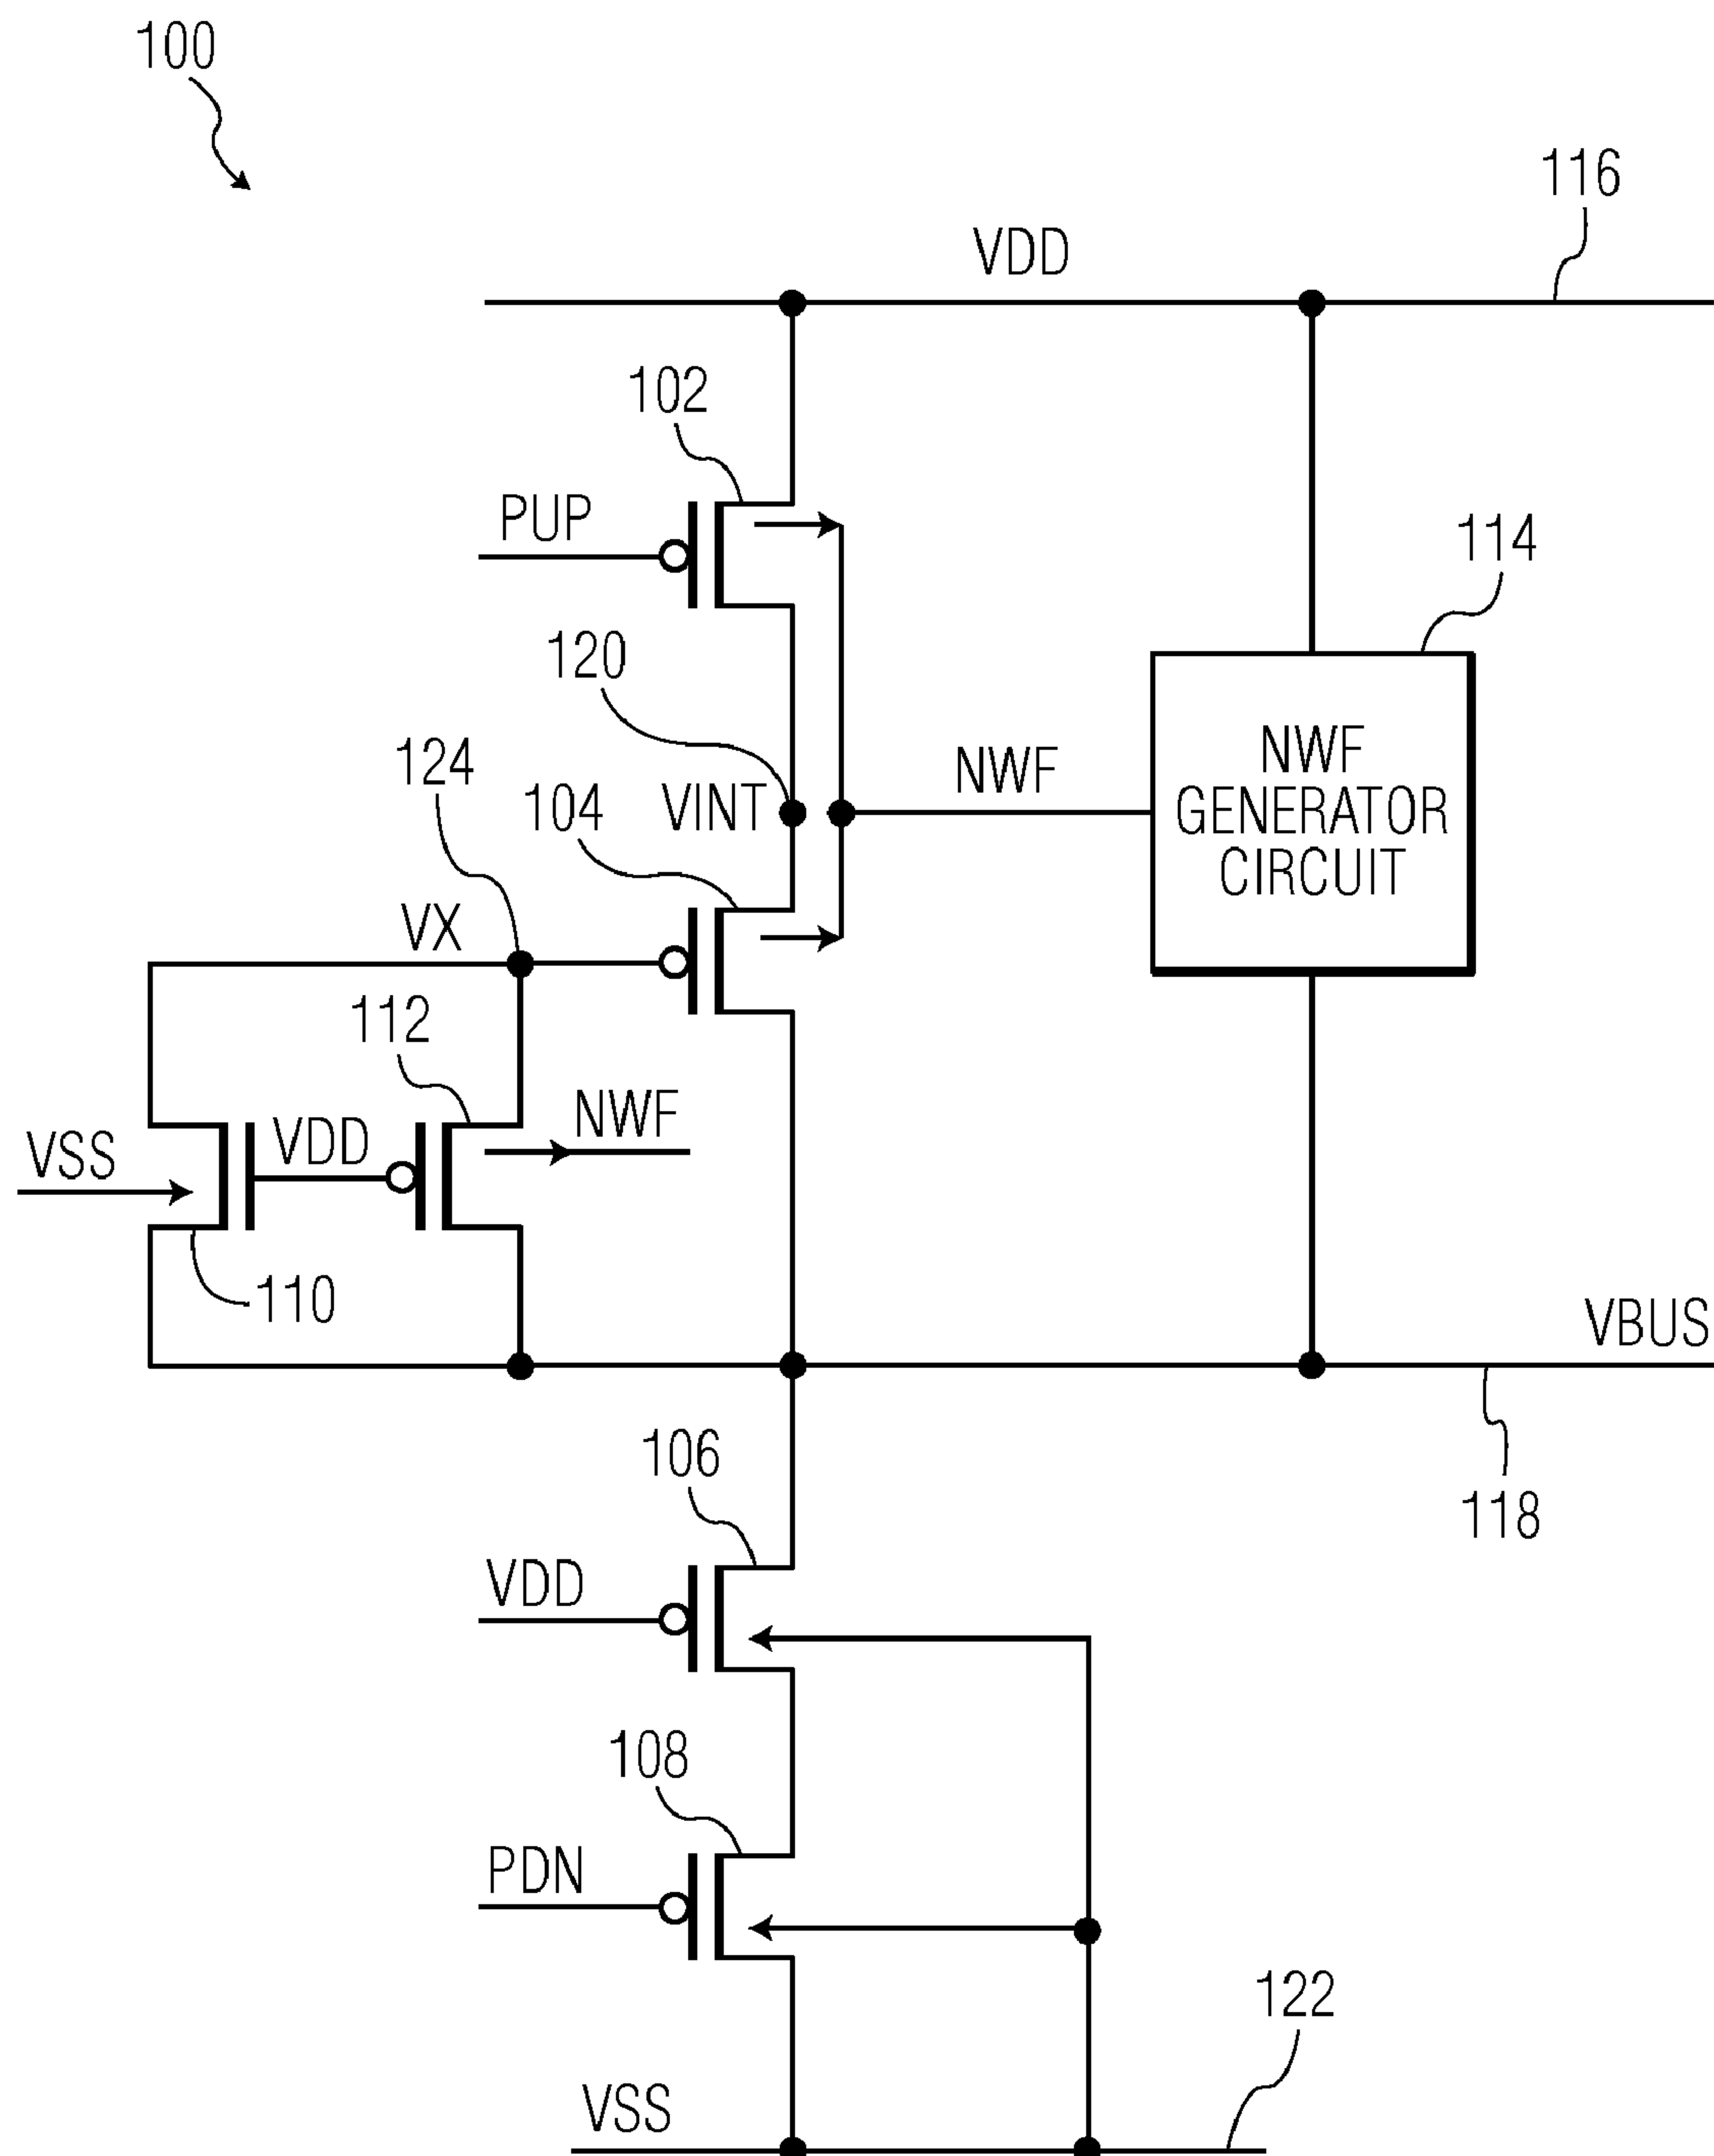 100
116
VDD
102
PUP
114
120
NWF
GENERATOR
CIRCUIT
124
104
VINT
NWF
VX
112
NWF
VSS
VDD
110
VBUS
106
118
VDD
108
PDN
122
VSS